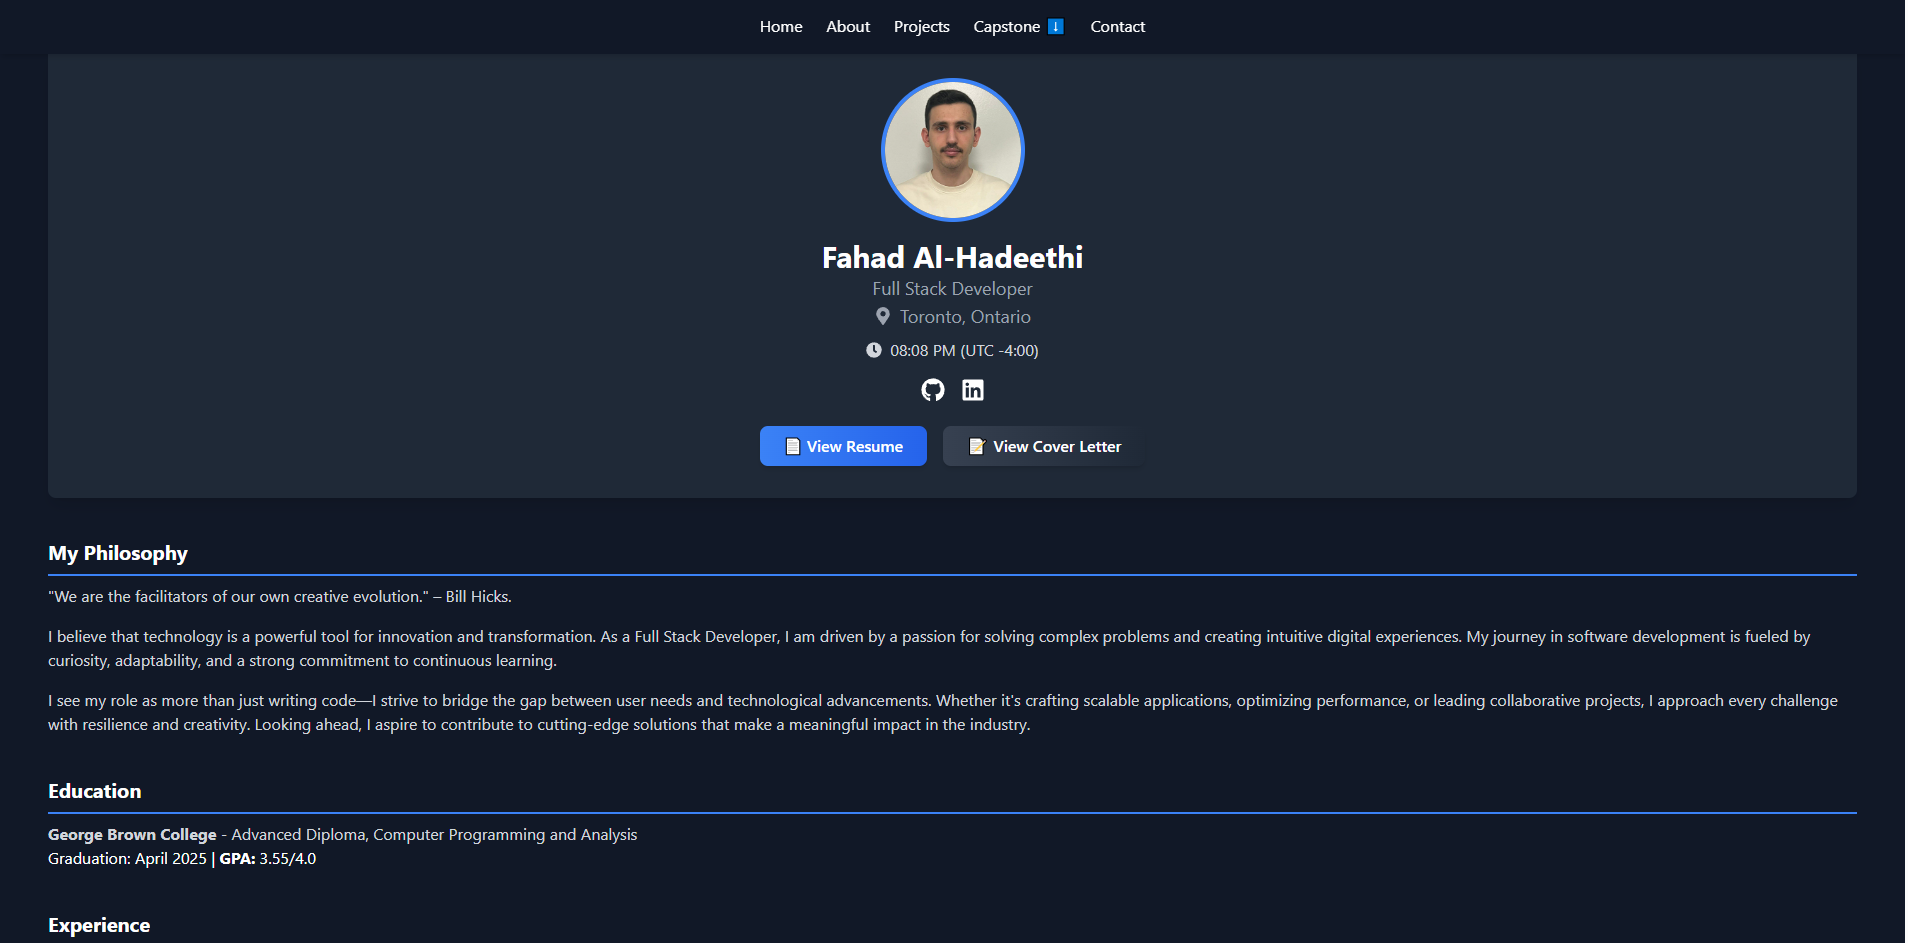 Home About Projects Capstone ⬇️ Contact
Fahad Al-Hadeethi
Full Stack Developer
Toronto, Ontario
08:08 PM (UTC -4:00)
📄 View Resume 📝 View Cover Letter
My Philosophy
"We are the facilitators of our own creative evolution." – Bill Hicks.
I believe that technology is a powerful tool for innovation and transformation. As a Full Stack Developer, I am driven by a passion for solving complex problems and creating intuitive digital experiences. My journey in software development is fueled by
curiosity, adaptability, and a strong commitment to continuous learning.
I see my role as more than just writing code—I strive to bridge the gap between user needs and technological advancements. Whether it's crafting scalable applications, optimizing performance, or leading collaborative projects, I approach every challenge
with resilience and creativity. Looking ahead, I aspire to contribute to cutting-edge solutions that make a meaningful impact in the industry.
Education
George Brown College - Advanced Diploma, Computer Programming and Analysis
Graduation: April 2025 | GPA: 3.55/4.0
Experience